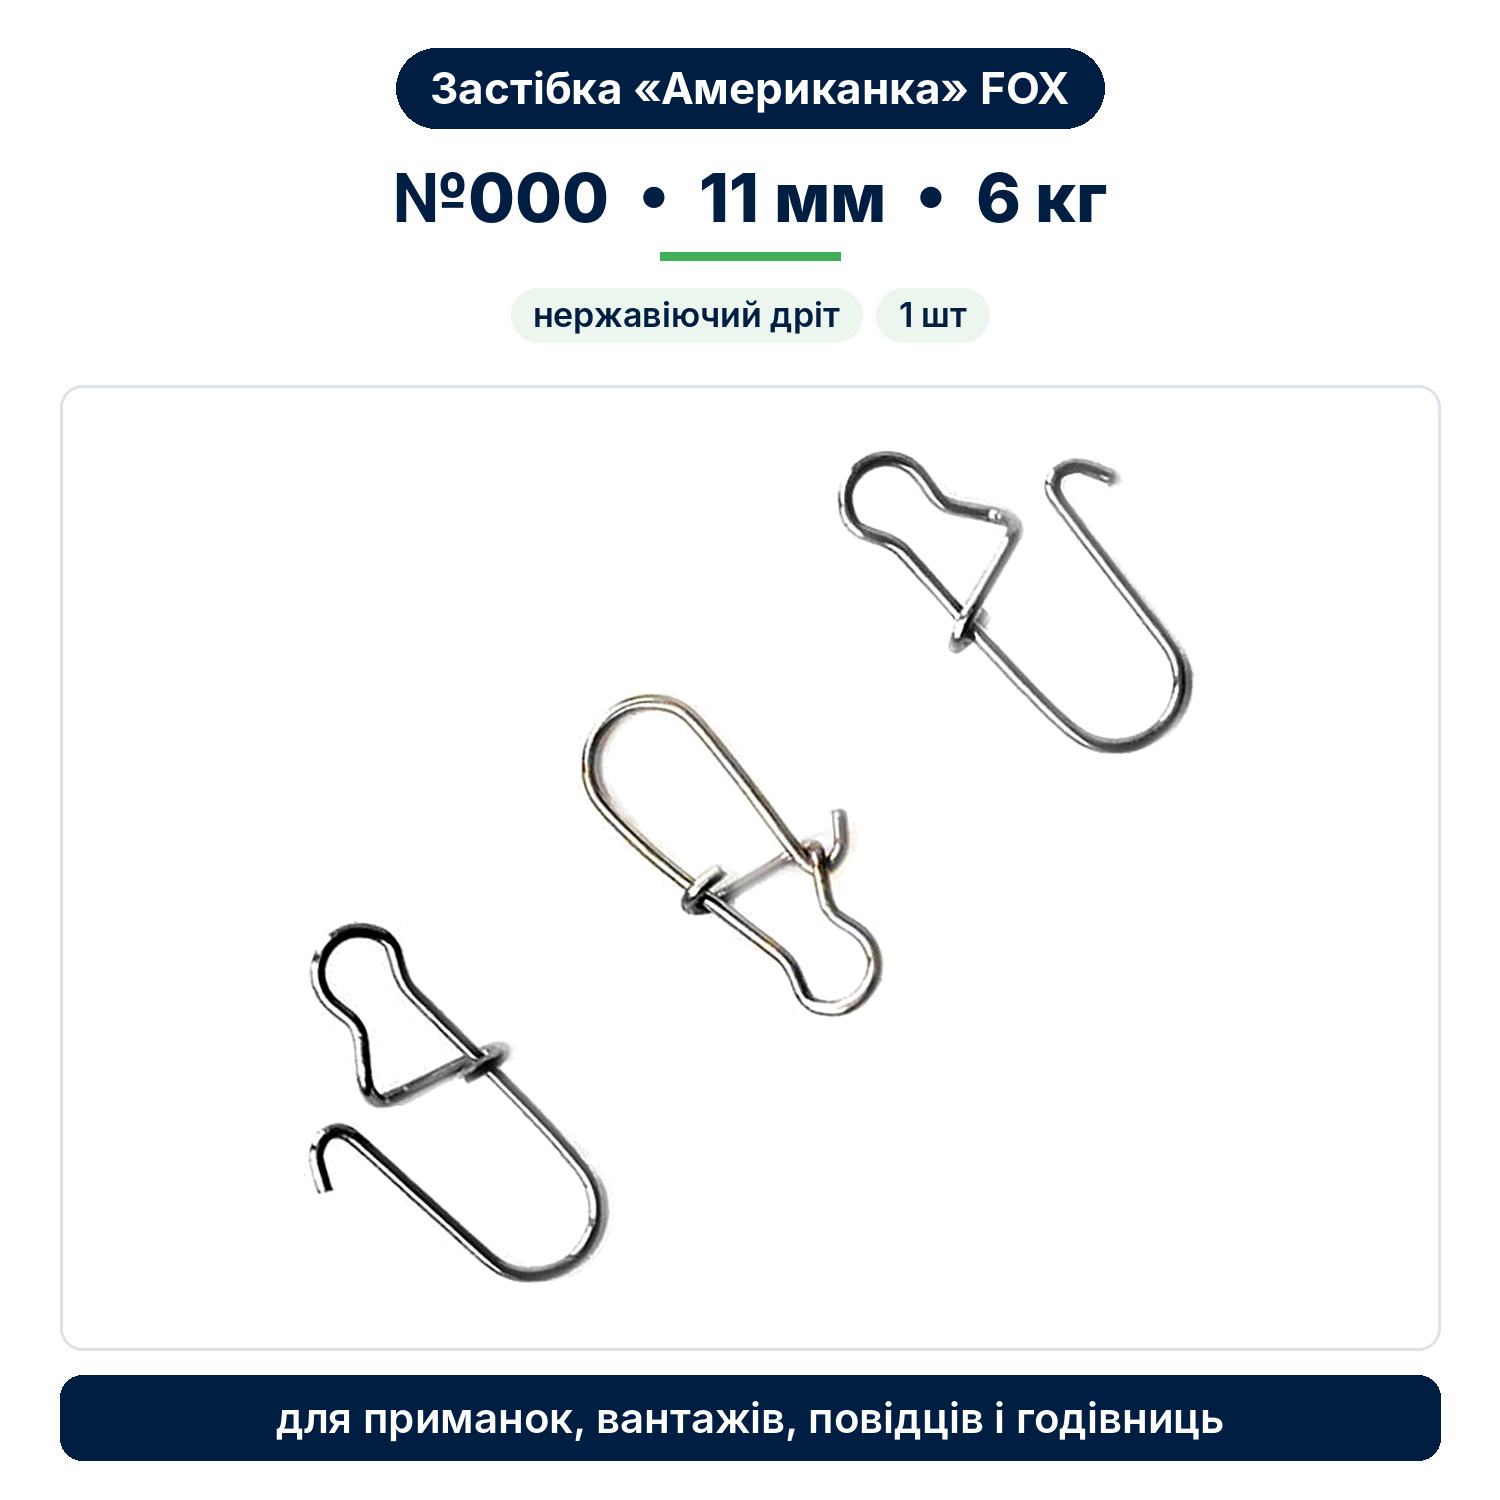 Застібка «Американка» FOX
№000 • 11 мм • 6 кг
нержавіючий дріт 1 шт
для приманок, вантажів, повідців і годівниць